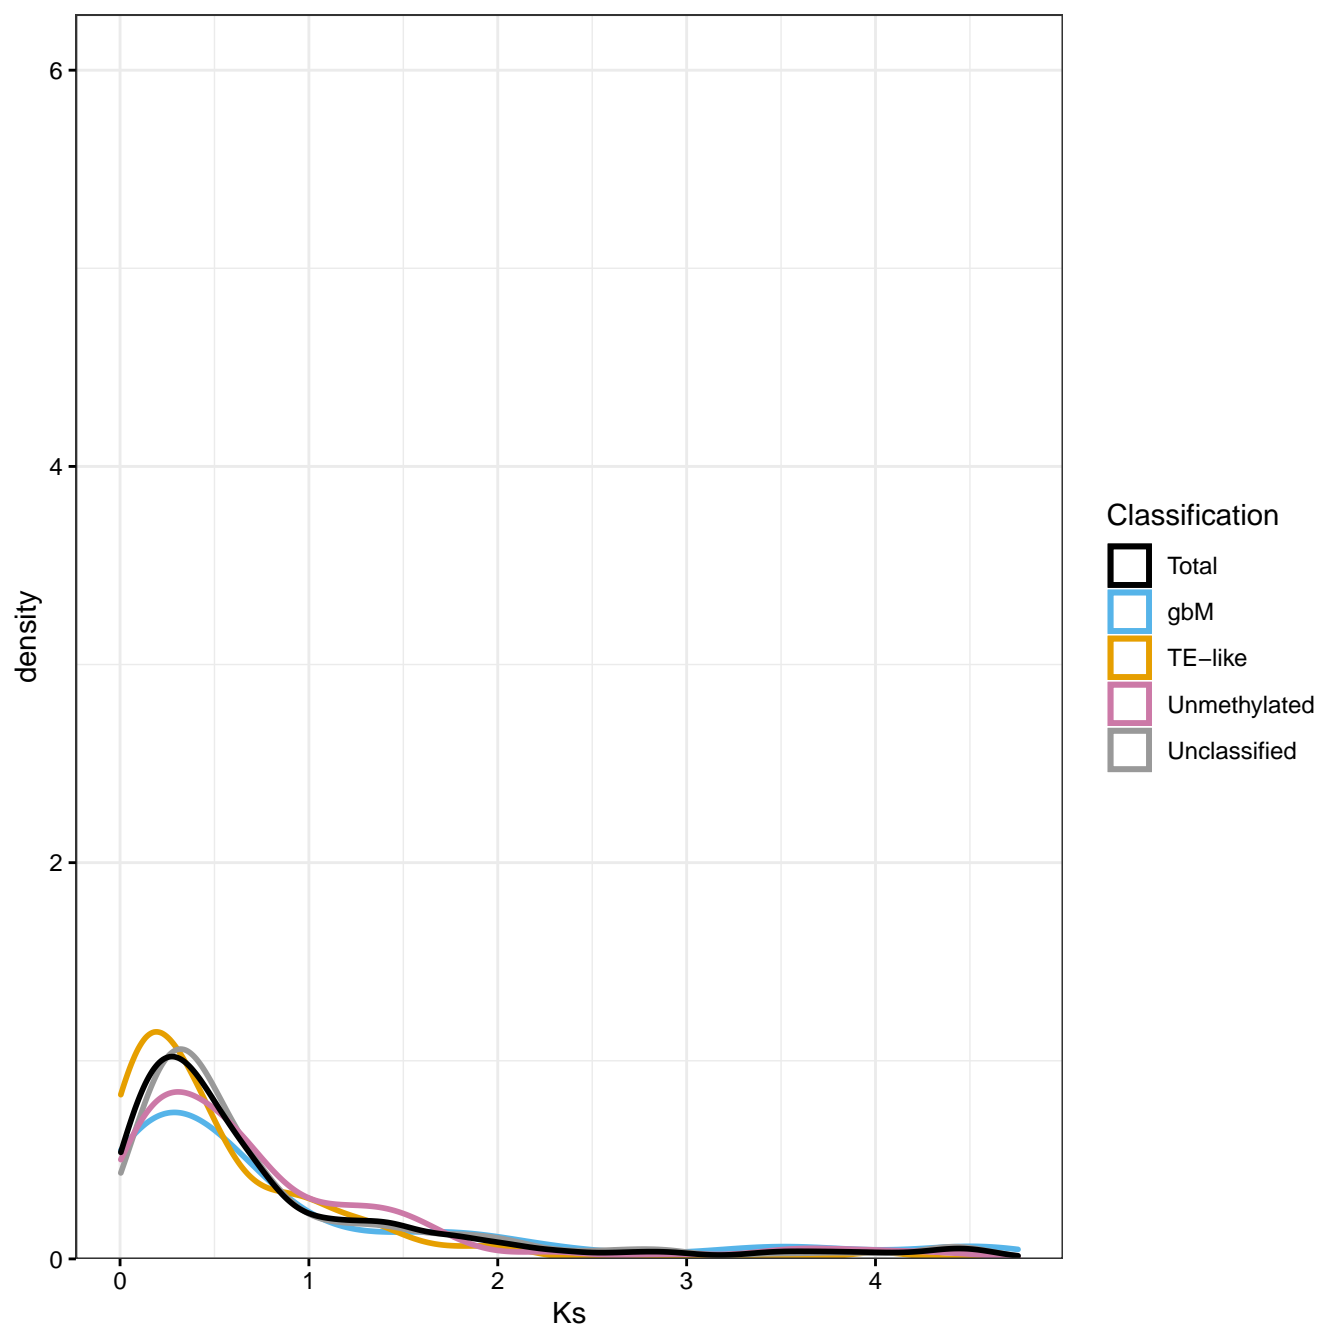 6
4
2
0
density
0 1 2 3 4
Ks
Classification
Total
gbM
TE−like
Unmethylated
Unclassified